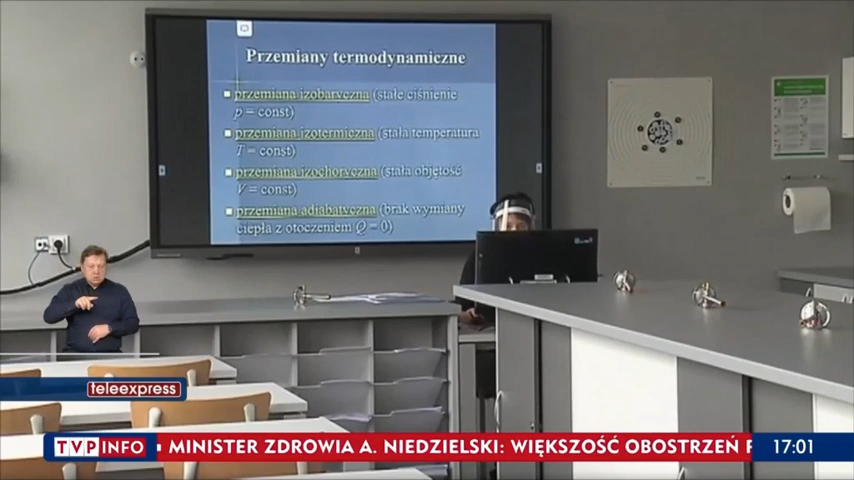 Przemiany termodynamiczne
przemiana izobaryczna (stałe ciśnienie
p = const)
przemiana izotermiczna (stała temperatura
T = const)
przemiana izochoryczna (stała objętość
V = const)
przemiana adiabatyczna (brak wymiany
ciepła z otoczeniem Q = 0)
teleexpress
TVP INFO
MINISTER ZDROWIA A. NIEDZIELSKI: WIĘKSZOŚĆ OBOSTRZEŃ
17:01